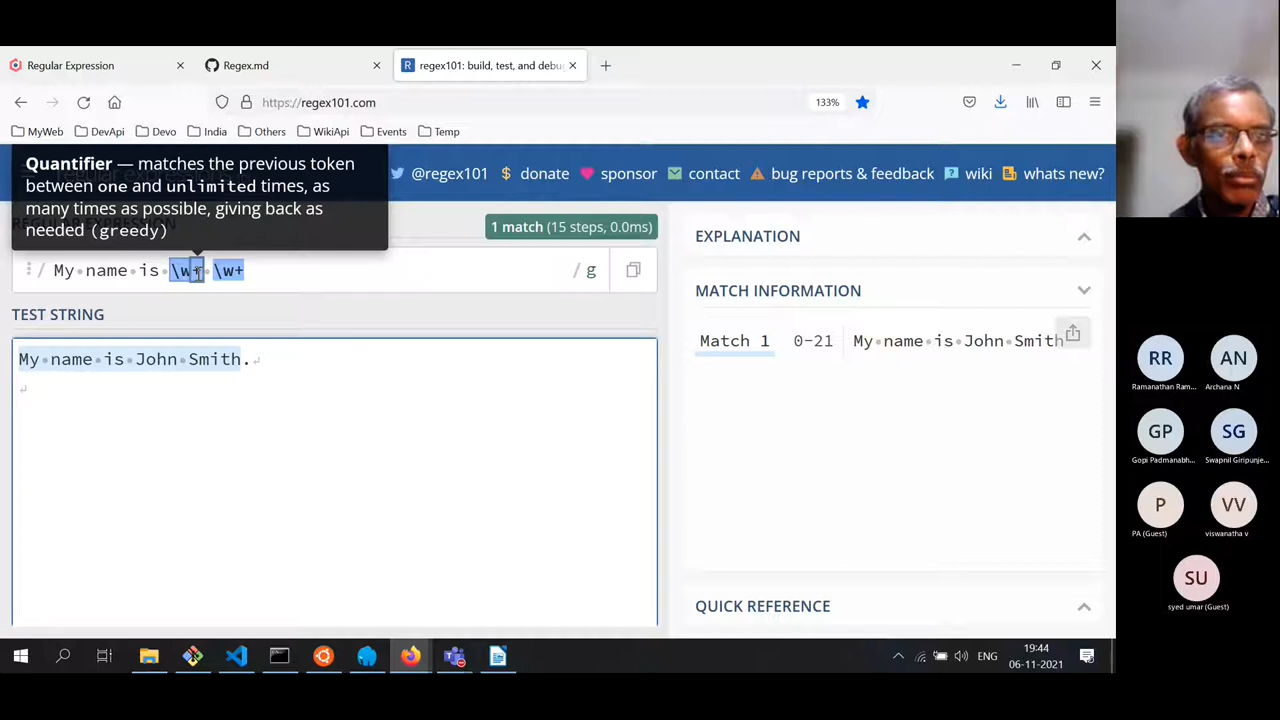 Regular Expression
Regex.md
regex101: build, test, and debu
https://regex101.com
133%
MyWeb
DevApi
Devo
India
Others
WikiApi
Events
Temp
Quantifier — matches the previous token
between one and unlimited times, as
many times as possible, giving back as
needed (greedy)
@regex101
$ donate
sponsor
contact
bug reports & feedback
wiki
whats new?
1 match (15 steps, 0.0ms)
/ My·name·is·\w+·\w+
/ g
TEST STRING
My·name·is·John·Smith.
EXPLANATION
MATCH INFORMATION
Match 1 0-21 My·name·is·John·Smith
QUICK REFERENCE
RR
Ramanathan Ram...
AN
Archana N
GP
Gopi Padmanabh...
SG
Swapnil Giripunje...
P
PA (Guest)
VV
viswanatha v
SU
syed umar (Guest)
ENG
19:44
06-11-2021